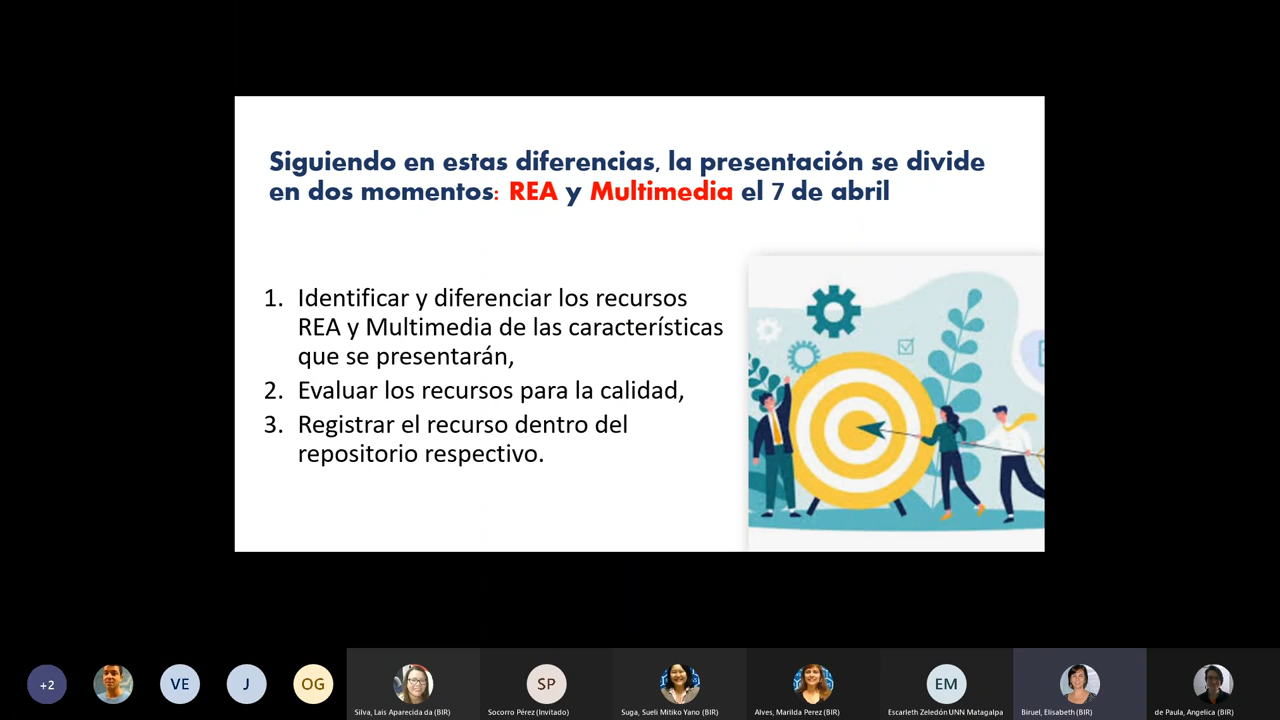 Siguiendo en estas diferencias, la presentación se divide
en dos momentos: REA y Multimedia el 7 de abril
1. Identificar y diferenciar los recursos
REA y Multimedia de las características
que se presentarán,
2. Evaluar los recursos para la calidad,
3. Registrar el recurso dentro del
repositorio respectivo.
+2
VE
J
OG
SP
EM
Silva, Lais Aparecida da (BIR)
Socorro Pérez (Invitado)
Suga, Sueli Mitiko Yano (BIR)
Alves, Marilda Perez (BIR)
Escarleth Zeledón UNN Matagalpa
Biruel, Elisabeth (BIR)
de Paula, Angelica (BIR)